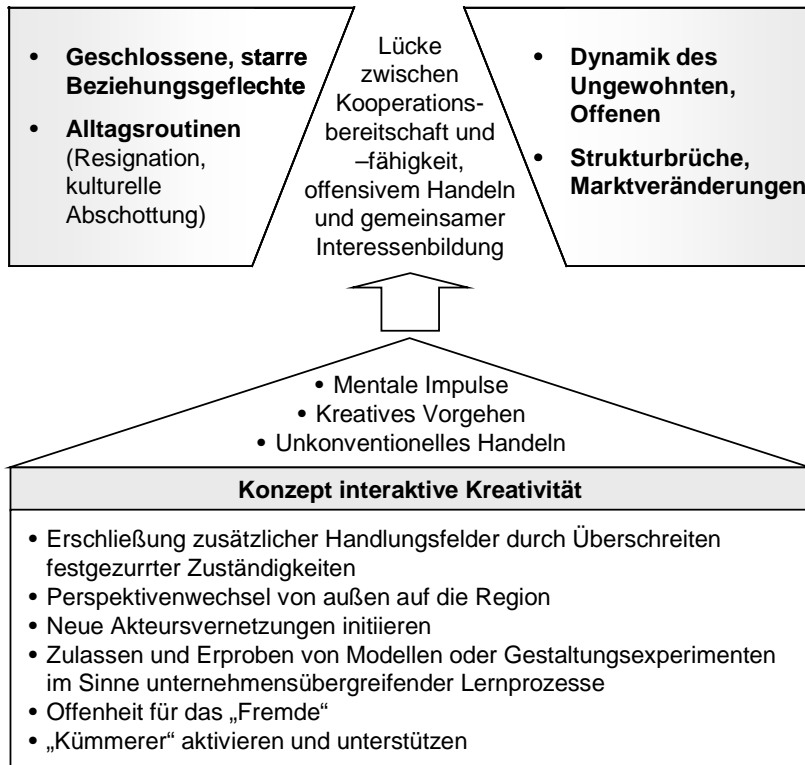 • Geschlossene, starre
Beziehungsgeflechte
• Alltagsroutinen
(Resignation,
kulturelle
Abschottung)
Lücke
zwischen
Kooperations-
bereitschaft und
–fähigkeit,
offensivem Handeln
und gemeinsamer
Interessenbildung
• Dynamik des
Ungewohnten,
Offenen
• Strukturbrüche,
Marktveränderungen
• Mentale Impulse
• Kreatives Vorgehen
• Unkonventionelles Handeln
Konzept interaktive Kreativität
• Erschließung zusätzlicher Handlungsfelder durch Überschreiten
festgezurrter Zuständigkeiten
• Perspektivenwechsel von außen auf die Region
• Neue Akteursvernetzungen initiieren
• Zulassen und Erproben von Modellen oder Gestaltungsexperimenten
im Sinne unternehmensübergreifender Lernprozesse
• Offenheit für das „Fremde“
• „Kümmerer“ aktivieren und unterstützen